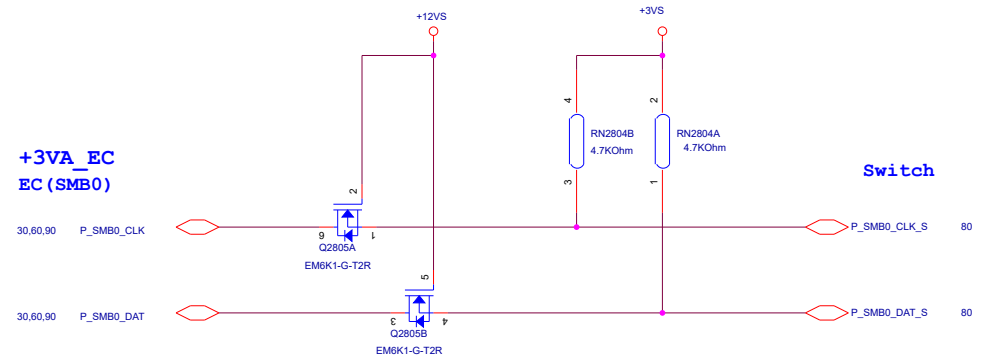 +12VS
+3VS
4
2
RN2804B
4.7KOhm
RN2804A
4.7KOhm
+3VA_EC
EC(SMB0)
Switch
3
1
2
30,60,90 P_SMB0_CLK
6
1
P_SMB0_CLK_S 80
Q2805A
EM6K1-G-T2R
5
30,60,90 P_SMB0_DAT
3
4
P_SMB0_DAT_S 80
Q2805B
EM6K1-G-T2R